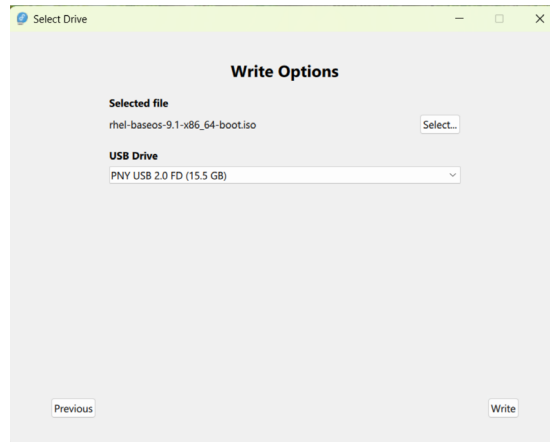 Select Drive
Write Options
Selected file
rhel-baseos-9.1-x86_64-boot.iso
Select...
USB Drive
PNY USB 2.0 FD (15.5 GB)
Previous
Write